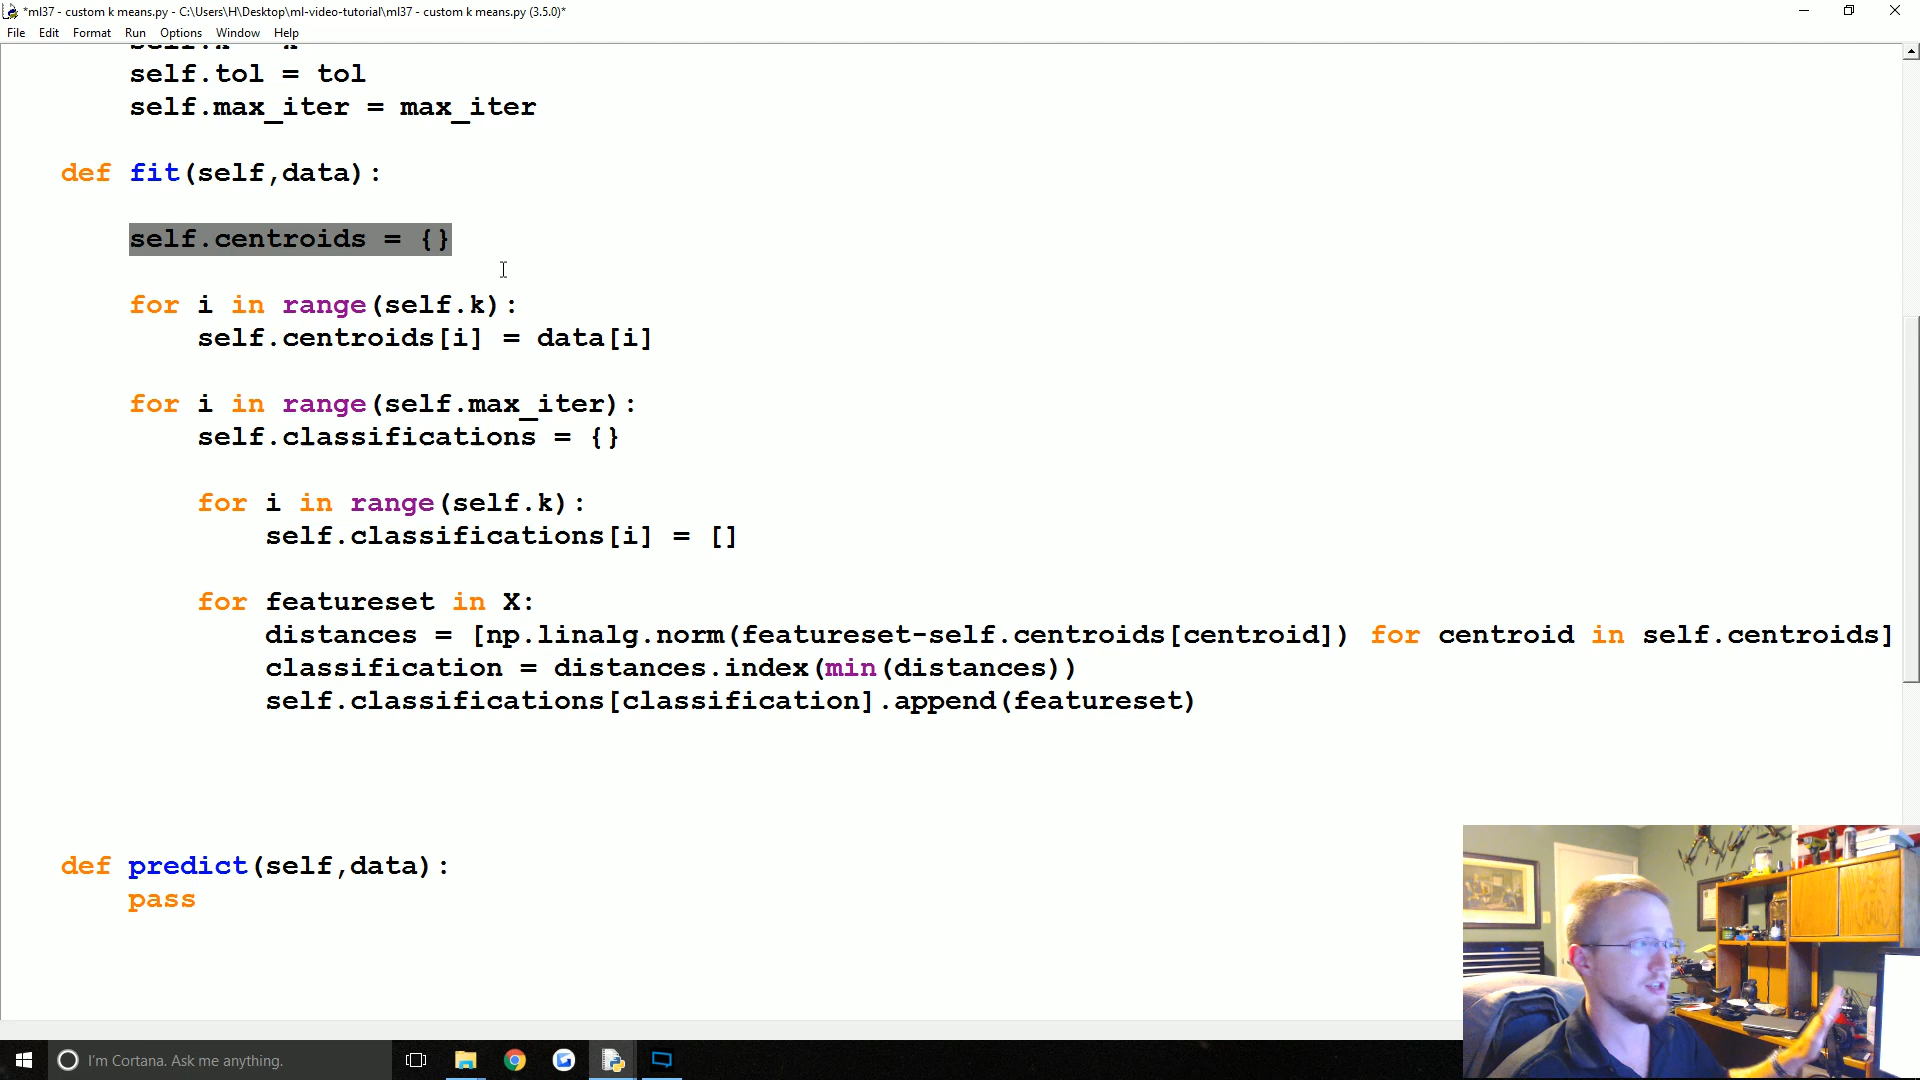 *ml37 - custom k means.py - C:\Users\H\Desktop\ml-video-tutorial\ml37 - custom k means.py (3.5.0)*
File Edit Format Run Options Window Help
self.k = k
self.tol = tol
self.max_iter = max_iter
def fit(self,data):
self.centroids = {}
for i in range(self.k):
self.centroids[i] = data[i]
for i in range(self.max_iter):
self.classifications = {}
for i in range(self.k):
self.classifications[i] = []
for featureset in X:
distances = [np.linalg.norm(featureset-self.centroids[centroid]) for centroid in self.centroids]
classification = distances.index(min(distances))
self.classifications[classification].append(featureset)
def predict(self,data):
pass
I'm Cortana. Ask me anything.